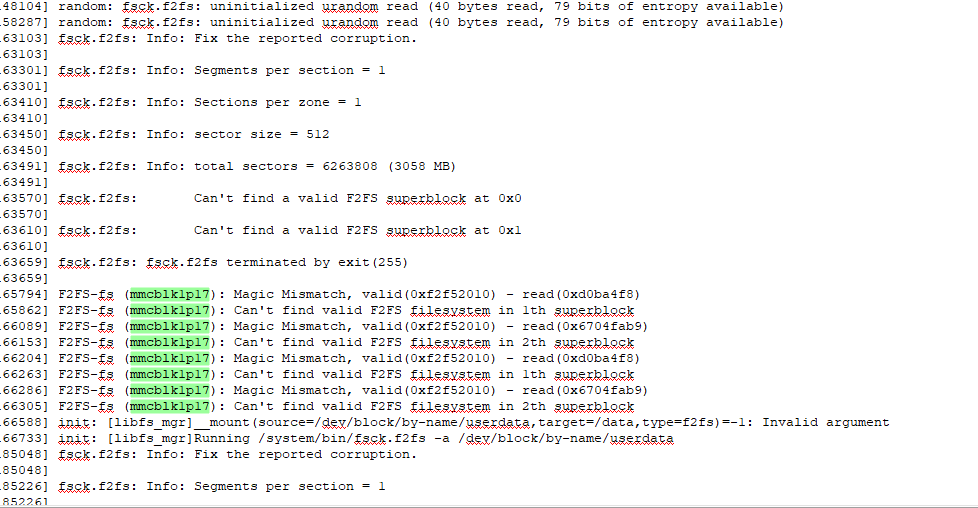 48104] random: fsck.f2fs: uninitialized urandom read (40 bytes read, 79 bits of entropy available)
58287] random: fsck.f2fs: uninitialized urandom read (40 bytes read, 79 bits of entropy available)
63103] fsck.f2fs: Info: Fix the reported corruption.
63103]
63301] fsck.f2fs: Info: Segments per section = 1
63301]
63410] fsck.f2fs: Info: Sections per zone = 1
63410]
63450] fsck.f2fs: Info: sector size = 512
63450]
63491] fsck.f2fs: Info: total sectors = 6263808 (3058 MB)
63491]
63570] fsck.f2fs: Can't find a valid F2FS superblock at 0x0
63570]
63610] fsck.f2fs: Can't find a valid F2FS superblock at 0x1
63610]
63659] fsck.f2fs: fsck.f2fs terminated by exit(255)
63659]
65794] F2FS-fs (mmcblk1p17): Magic Mismatch, valid(0xf2f52010) - read(0xd0ba4f8)
65862] F2FS-fs (mmcblk1p17): Can't find valid F2FS filesystem in 1th superblock
66089] F2FS-fs (mmcblk1p17): Magic Mismatch, valid(0xf2f52010) - read(0x6704fab9)
66153] F2FS-fs (mmcblk1p17): Can't find valid F2FS filesystem in 2th superblock
66204] F2FS-fs (mmcblk1p17): Magic Mismatch, valid(0xf2f52010) - read(0xd0ba4f8)
66263] F2FS-fs (mmcblk1p17): Can't find valid F2FS filesystem in 1th superblock
66286] F2FS-fs (mmcblk1p17): Magic Mismatch, valid(0xf2f52010) - read(0x6704fab9)
66305] F2FS-fs (mmcblk1p17): Can't find valid F2FS filesystem in 2th superblock
66588] init: [libfs_mgr]__mount(source=/dev/block/by-name/userdata,target=/data,type=f2fs)=-1: Invalid argument
66733] init: [libfs_mgr]Running /system/bin/fsck.f2fs -a /dev/block/by-name/userdata
85048] fsck.f2fs: Info: Fix the reported corruption.
85048]
85226] fsck.f2fs: Info: Segments per section = 1
85226]